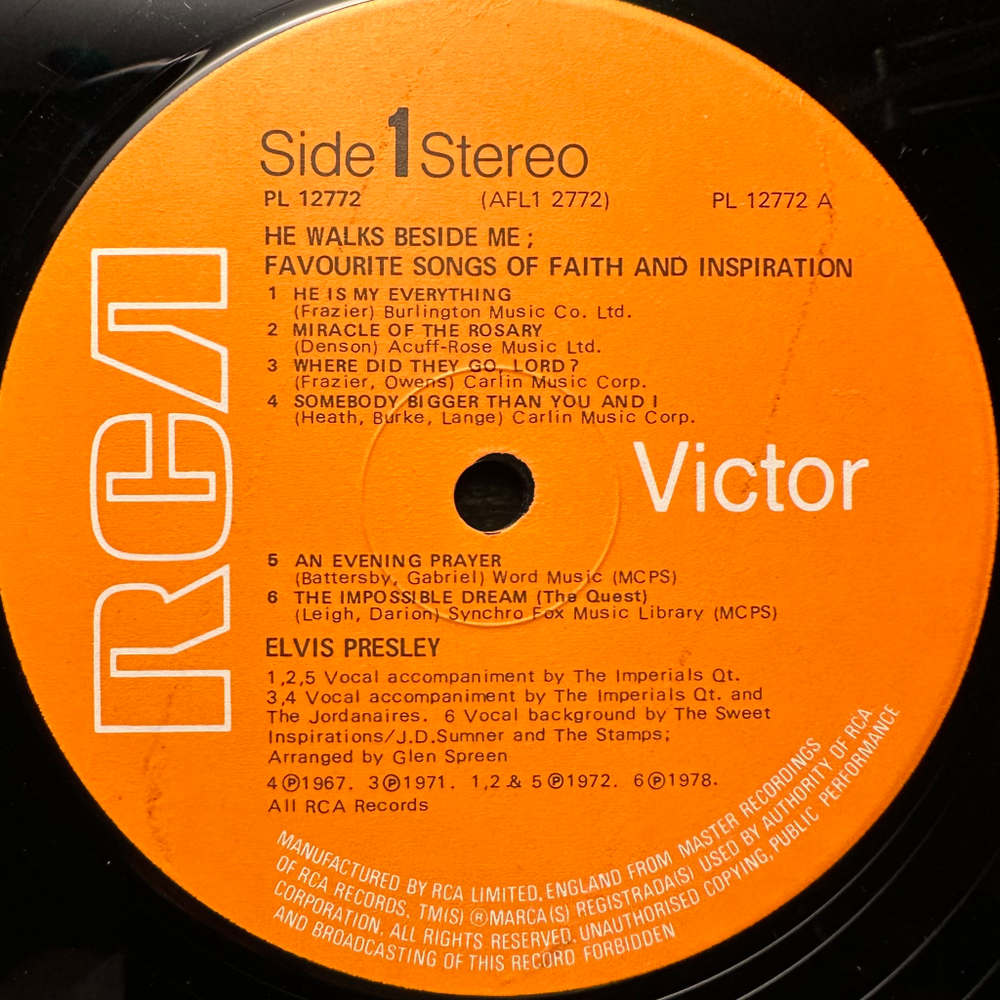 Side 1 Stereo
PL 12772 (AFL1 2772) PL 12772 A
HE WALKS BESIDE ME;
FAVOURITE SONGS OF FAITH AND INSPIRATION
1 HE IS MY EVERYTHING
(Frazier) Burlington Music Co. Ltd.
2 MIRACLE OF THE ROSARY
(Denson) Acuff-Rose Music Ltd.
3 WHERE DID THEY GO, LORD?
(Frazier, Owens) Carlin Music Corp.
4 SOMEBODY BIGGER THAN YOU AND I
(Heath, Burke, Lange) Carlin Music Corp.
RCA
Victor
5 AN EVENING PRAYER
(Battersby, Gabriel) Word Music (MCPS)
6 THE IMPOSSIBLE DREAM (The Quest)
(Leigh, Darion) Synchro Fox Music Library (MCPS)
ELVIS PRESLEY
1,2,5 Vocal accompaniment by The Imperials Qt.
3,4 Vocal accompaniment by The Imperials Qt. and
The Jordanaires. 6 Vocal background by The Sweet
Inspirations/J.D.Sumner and The Stamps;
Arranged by Glen Spreen
4℗1967. 3℗1971. 1,2 & 5℗1972. 6℗1978.
All RCA Records
MANUFACTURED BY RCA LIMITED, ENGLAND FROM MASTER RECORDINGS
OF RCA RECORDS, TM(S) ® MARCA(S) REGISTRADA(S) USED BY AUTHORITY OF RCA
CORPORATION. ALL RIGHTS RESERVED. UNAUTHORISED COPYING, PUBLIC PERFORMANCE
AND BROADCASTING OF THIS RECORD FORBIDDEN